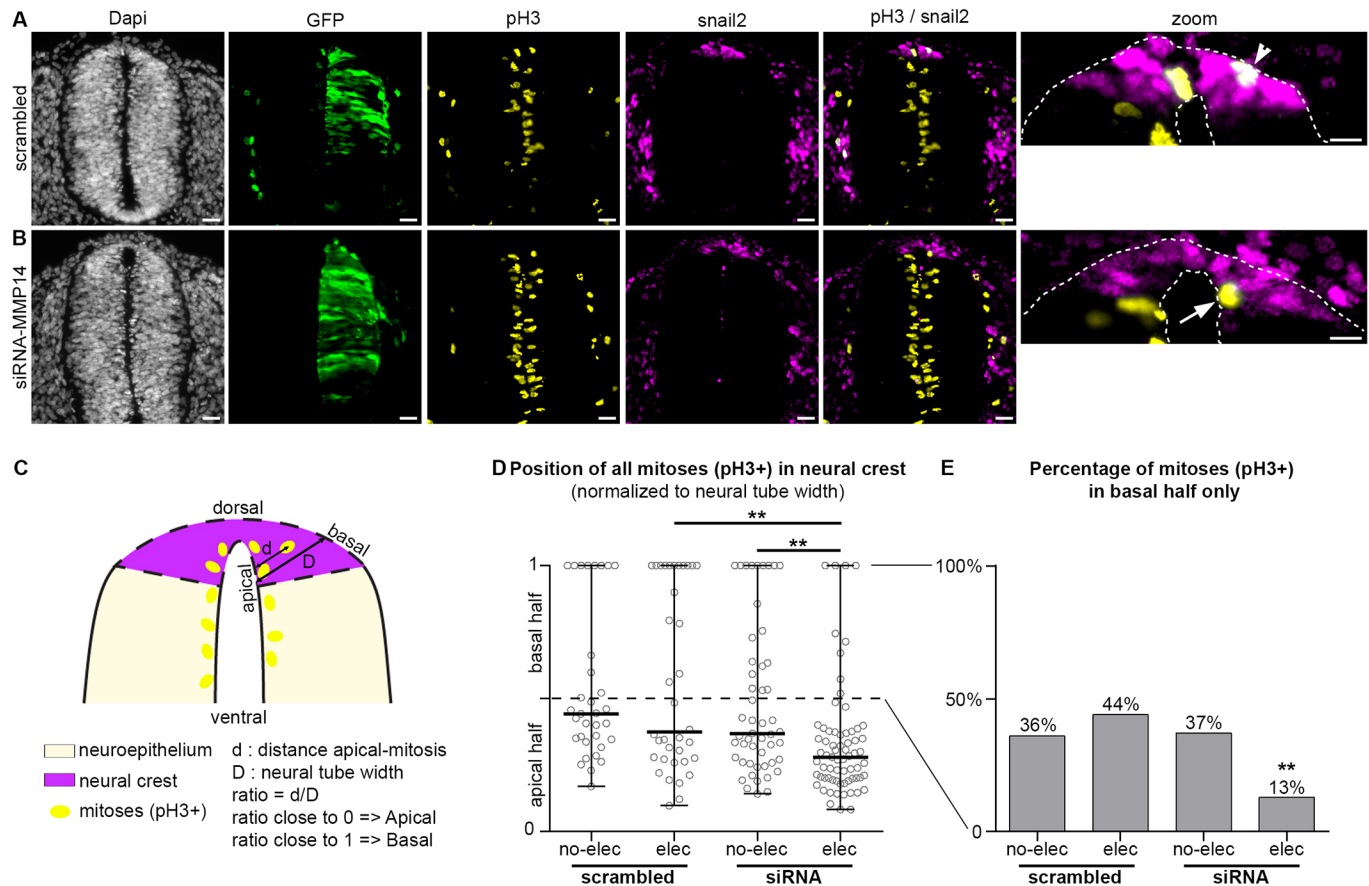 A
Dapi
GFP
pH3
snail2
pH3 / snail2
zoom
scrambled
B
siRNA-MMP14
C
dorsal
basal
d
D
apical
ventral
neuroepithelium
neural crest
mitoses (pH3+)
d : distance apical-mitosis
D : neural tube width
ratio = d/D
ratio close to 0 => Apical
ratio close to 1 => Basal
D Position of all mitoses (pH3+) in neural crest
(normalized to neural tube width)
**
**
1
basal half
apical half
0
no-elec elec no-elec elec
scrambled siRNA
E Percentage of mitoses (pH3+)
in basal half only
100%
50%
0
36%
44%
37%
**
13%
no-elec elec no-elec elec
scrambled siRNA